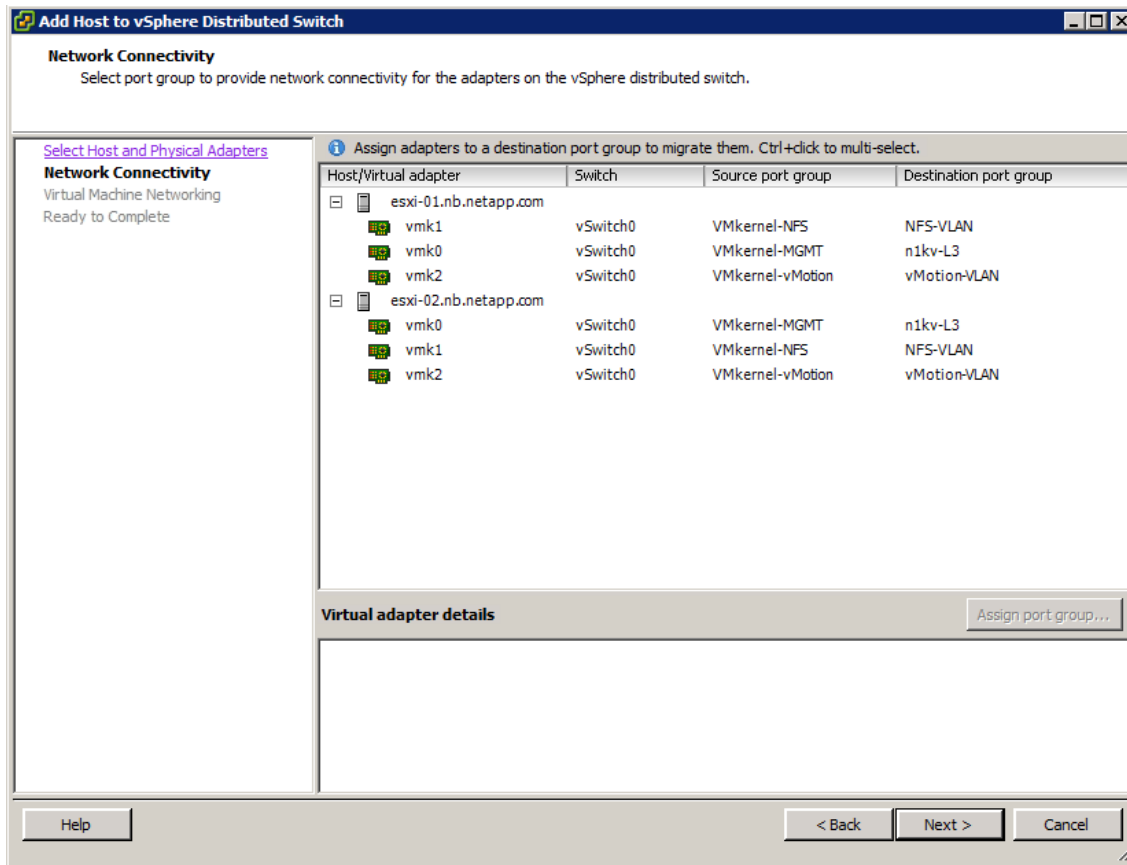 Add Host to vSphere Distributed Switch
Network Connectivity
Select port group to provide network connectivity for the adapters on the vSphere distributed switch.
Select Host and Physical Adapters
Network Connectivity
Virtual Machine Networking
Ready to Complete
Assign adapters to a destination port group to migrate them. Ctrl+click to multi-select.
Host/Virtual adapter Switch Source port group Destination port group
esxi-01.nb.netapp.com
vmk1 vSwitch0 VMkernel-NFS NFS-VLAN
vmk0 vSwitch0 VMkernel-MGMT n1kv-L3
vmk2 vSwitch0 VMkernel-vMotion vMotion-VLAN
esxi-02.nb.netapp.com
vmk0 vSwitch0 VMkernel-MGMT n1kv-L3
vmk1 vSwitch0 VMkernel-NFS NFS-VLAN
vmk2 vSwitch0 VMkernel-vMotion vMotion-VLAN
Virtual adapter details Assign port group...
Help < Back Next > Cancel